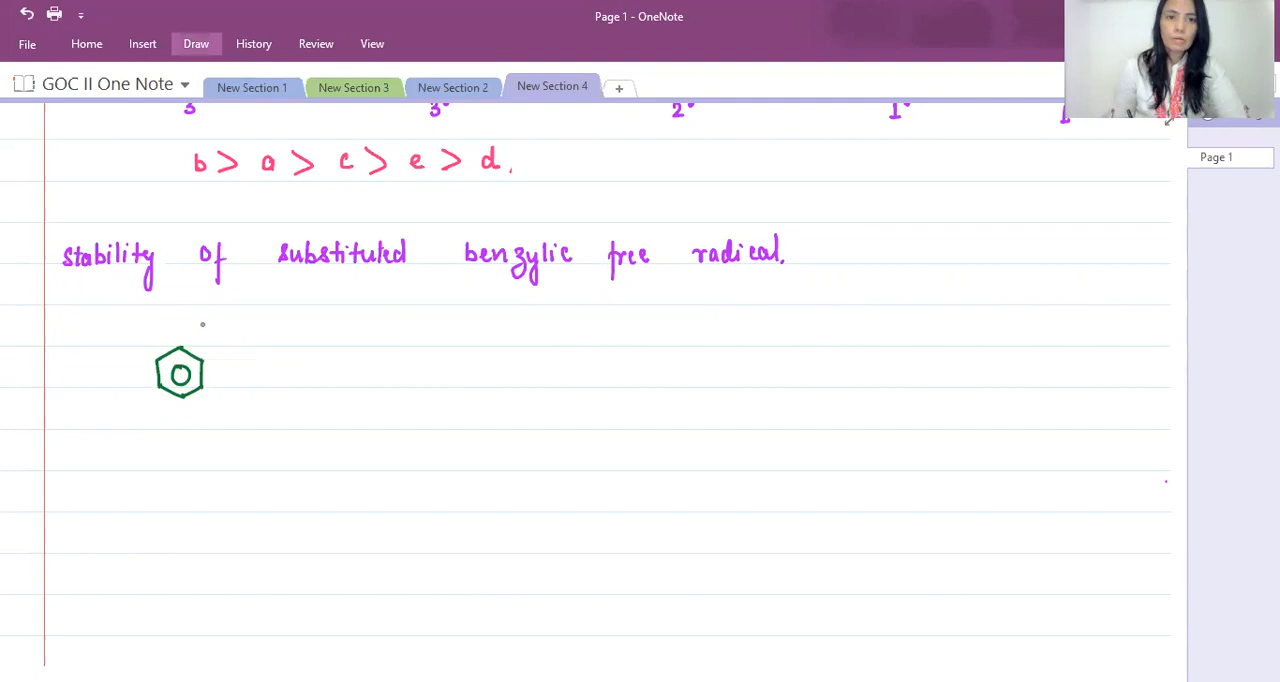 Page 1 - OneNote
File Home Insert Draw History Review View
GOC II One Note New Section 1 New Section 3 New Section 2 New Section 4
Page 1
3° 2° 1°
b > a > c > e > d.
Stability of substituted benzylic free radical.